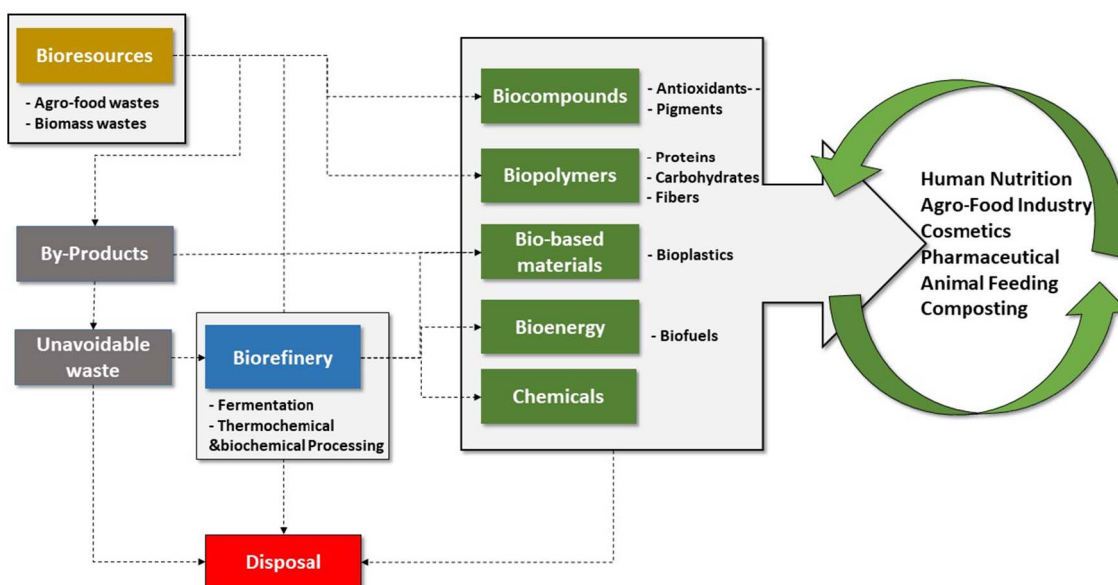 Bioresources
- Agro-food wastes
- Biomass wastes
By-Products
Unavoidable
waste
Biorefinery
- Fermentation
- Thermochemical
&biochemical Processing
Disposal
Biocompounds
- Antioxidants--
- Pigments
Biopolymers
- Proteins
- Carbohydrates
- Fibers
Bio-based
materials
- Bioplastics
Bioenergy
- Biofuels
Chemicals
Human Nutrition
Agro-Food Industry
Cosmetics
Pharmaceutical
Animal Feeding
Composting